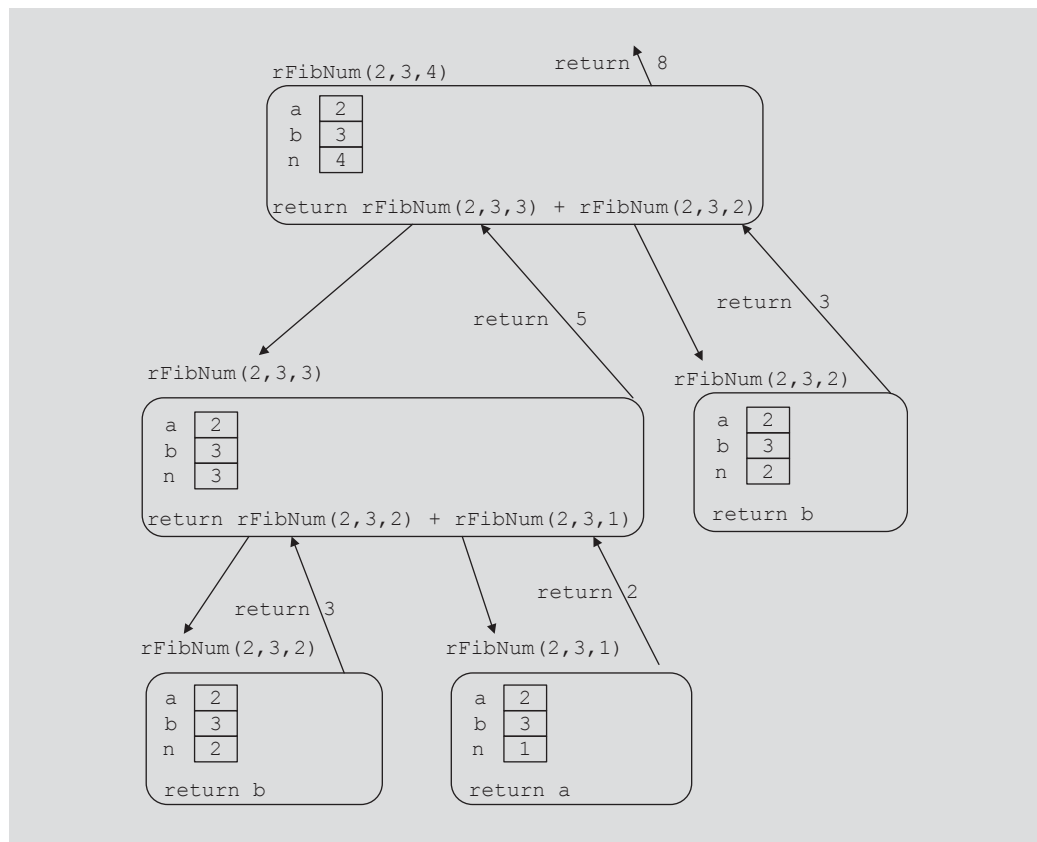 rFibNum(2,3,4)
return 8
a 2
b 3
n 4
return rFibNum(2,3,3) + rFibNum(2,3,2)
return 5
return 3
rFibNum(2,3,3)
a 2
b 3
n 3
return rFibNum(2,3,2) + rFibNum(2,3,1)
rFibNum(2,3,2)
a 2
b 3
n 2
return b
return 3
return 2
rFibNum(2,3,2)
a 2
b 3
n 2
return b
rFibNum(2,3,1)
a 2
b 3
n 1
return a